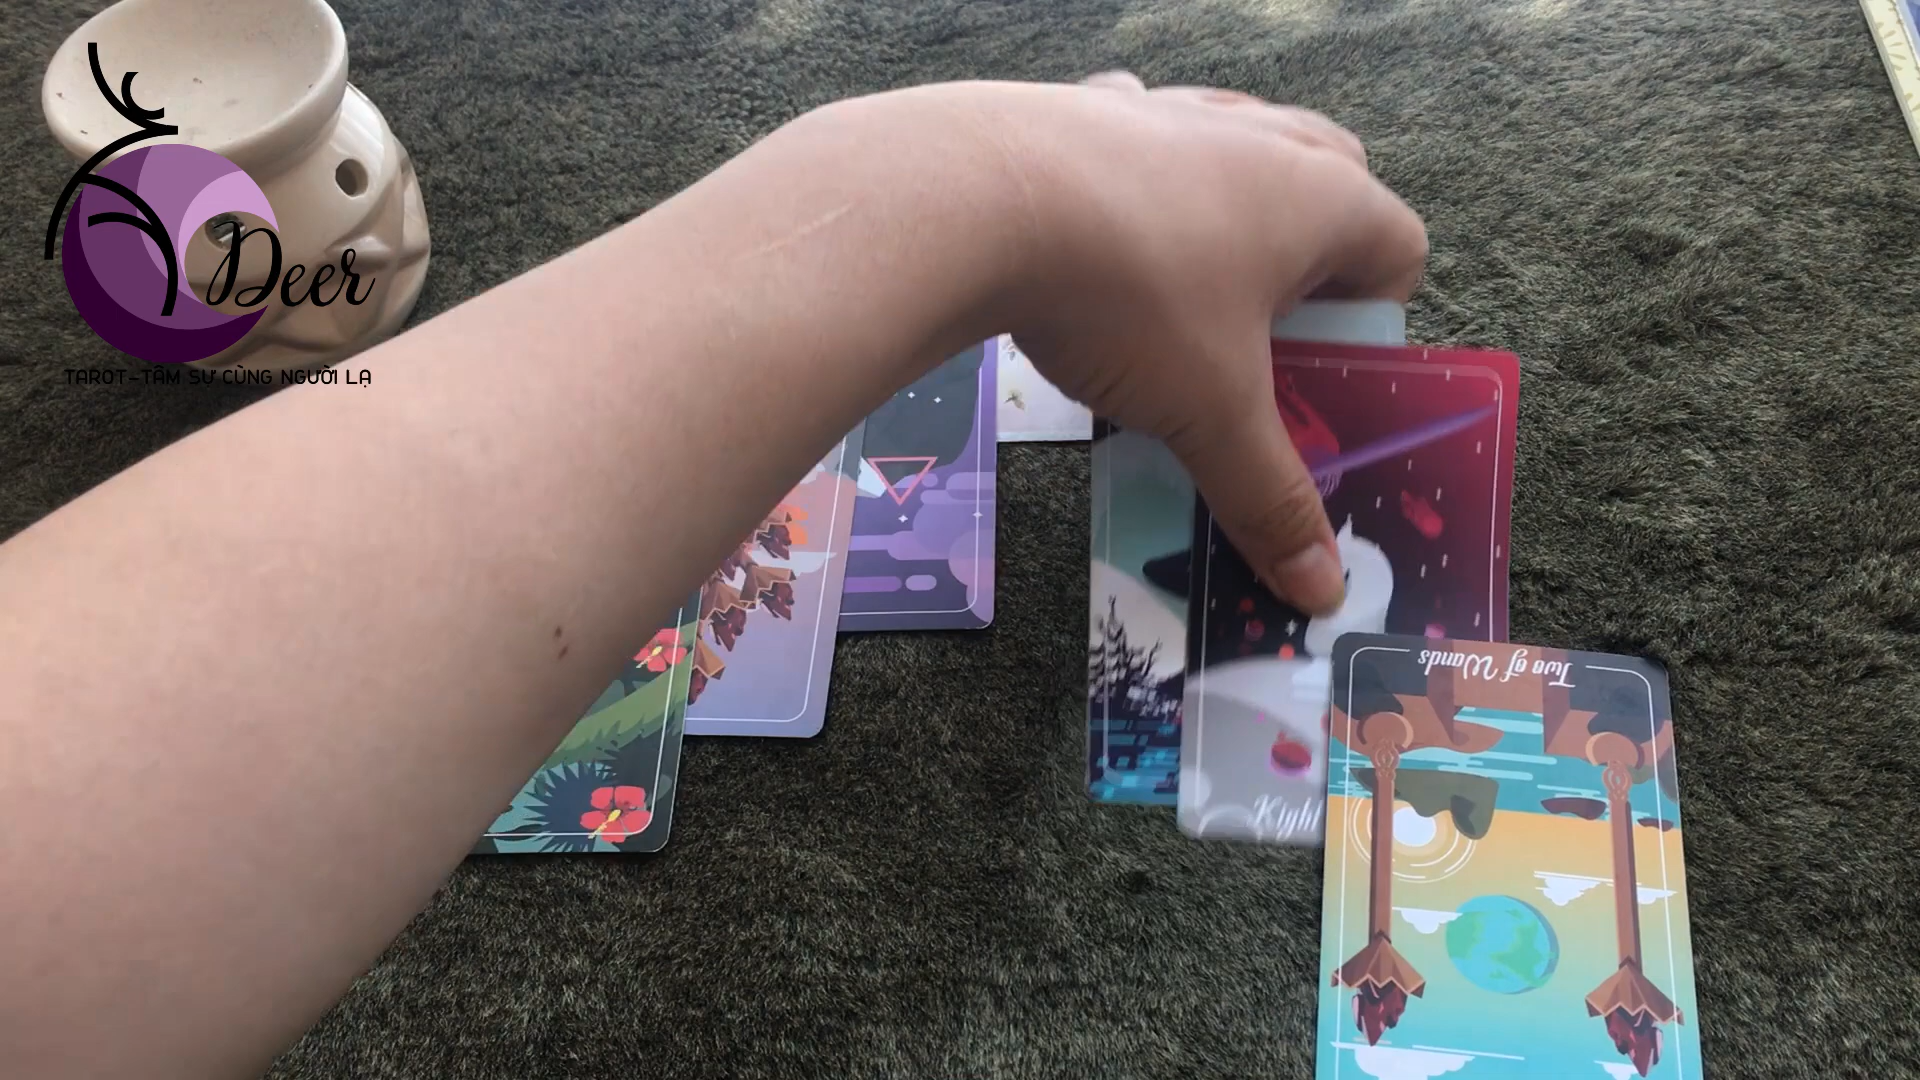 Deer
TAROT-TÂM SỰ CÙNG NGƯỜI LẠ
Two of Wands